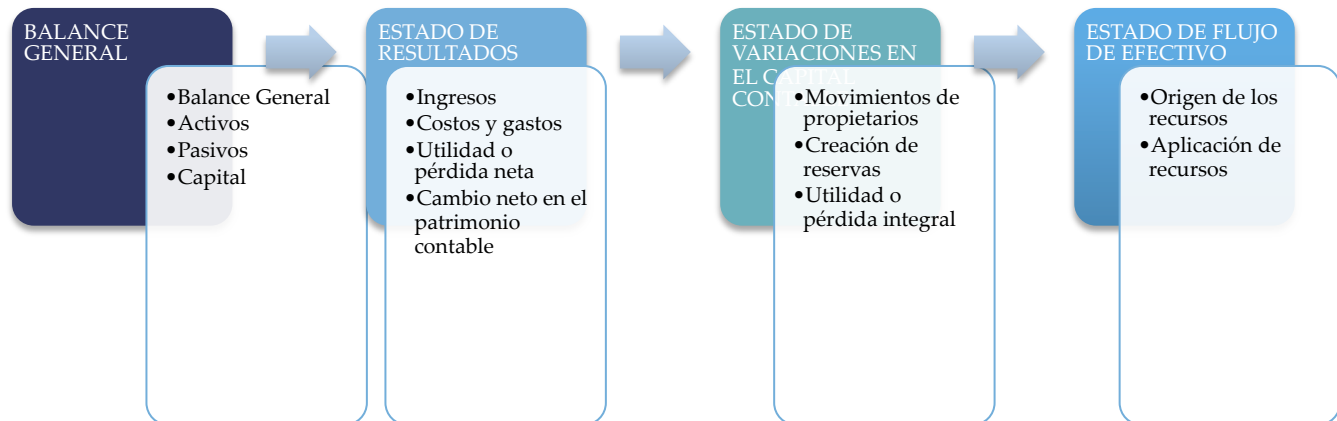 BALANCE
GENERAL
•Balance General
•Activos
•Pasivos
•Capital
ESTADO DE
RESULTADOS
•Ingresos
•Costos y gastos
•Utilidad o
pérdida neta
•Cambio neto en el
patrimonio
contable
ESTADO DE
VARIACIONES EN
EL CAPITAL
•Movimientos de
propietarios
•Creación de
reservas
•Utilidad o
pérdida integral
ESTADO DE FLUJO
DE EFECTIVO
•Origen de los
recursos
•Aplicación de
recursos